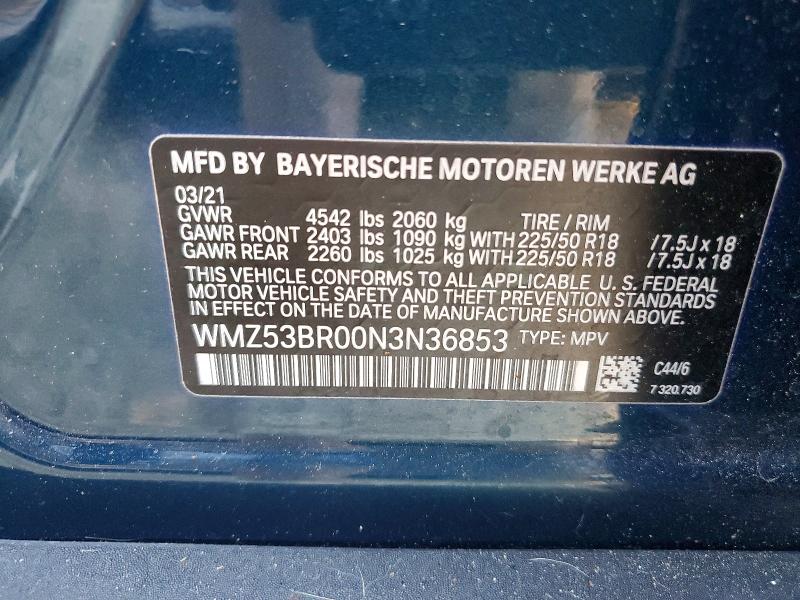 MFD BY BAYERISCHE MOTOREN WERKE AG
03/21
GVWR 4542 lbs 2060 kg TIRE / RIM
GAWR FRONT 2403 lbs 1090 kg WITH 225/50 R18 /7.5J x 18
GAWR REAR 2260 lbs 1025 kg WITH 225/50 R18 /7.5J x 18
THIS VEHICLE CONFORMS TO ALL APPLICABLE U. S. FEDERAL
MOTOR VEHICLE SAFETY AND THEFT PREVENTION STANDARDS
IN EFFECT ON THE DATE OF MANUFACTURE SHOWN ABOVE.
WMZ53BR00N3N36853 TYPE: MPV
C44/6
7 320.730